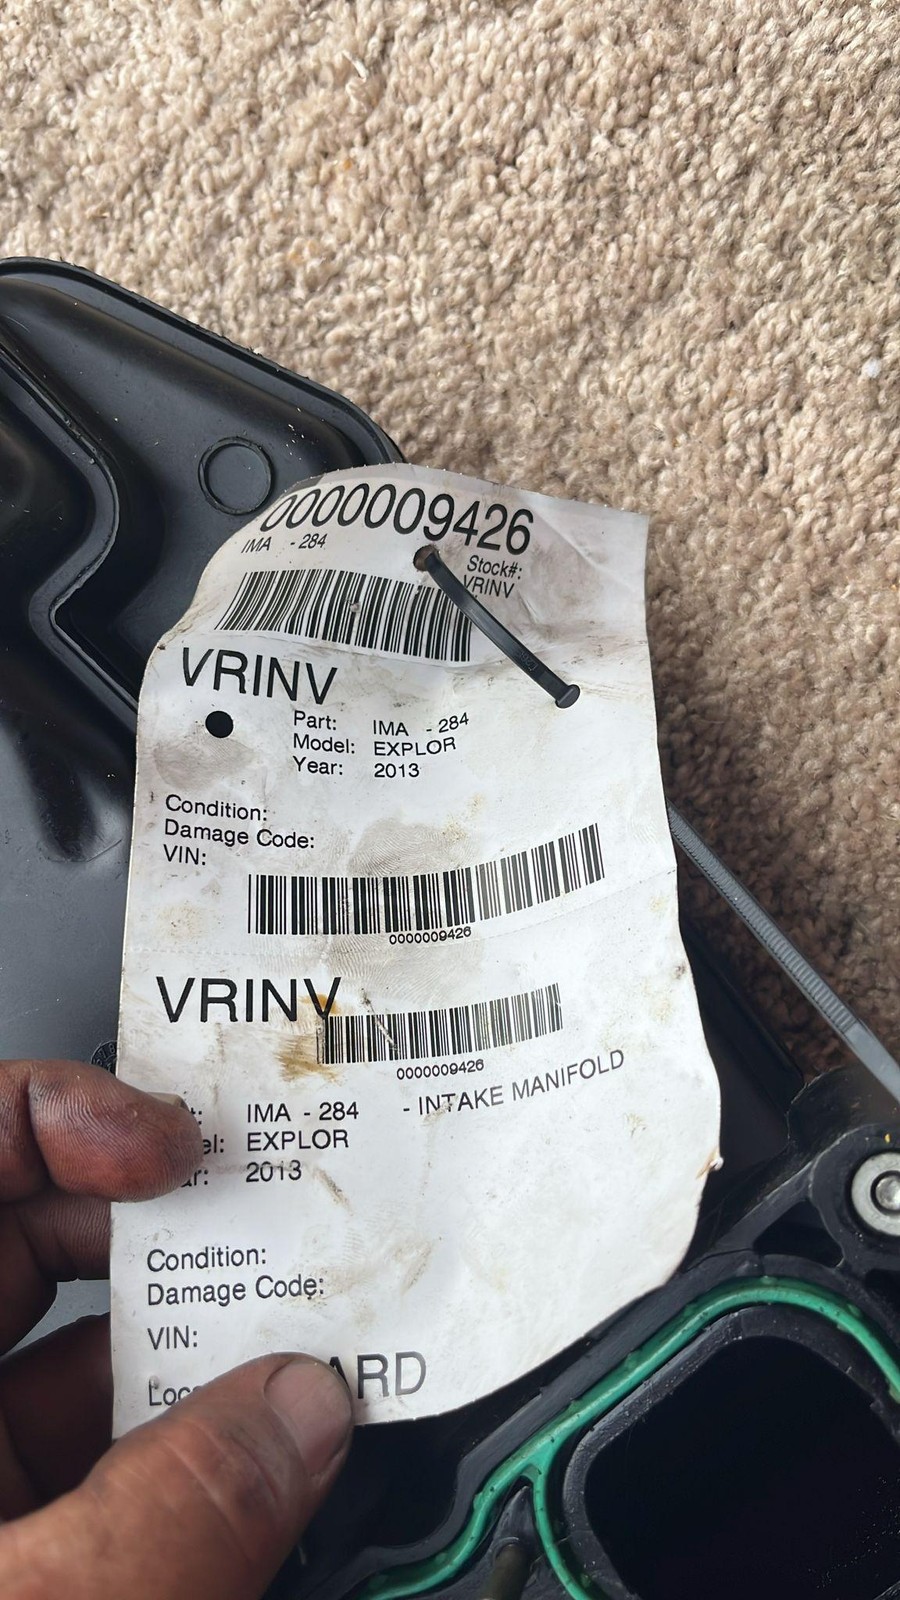 0000009426
IMA - 284
Stock#:
VRINV
VRINV
Part: IMA - 284
Model: EXPLOR
Year: 2013
Condition:
Damage Code:
VIN:
0000009426
VRINV
0000009426
IMA - 284 - INTAKE MANIFOLD
EXPLOR
2013
Condition:
Damage Code:
VIN: